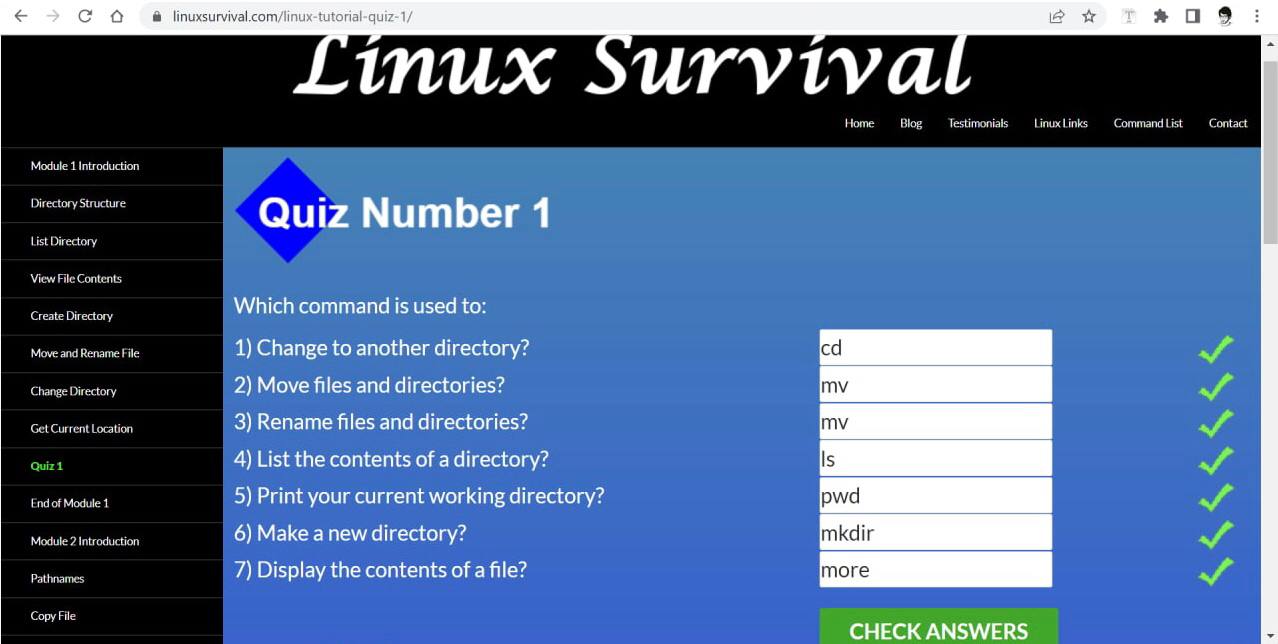 linuxsurvival.com/linux-tutorial-quiz-1/
Linux Survival
Home Blog Testimonials Linux Links Command List Contact
Module 1 Introduction
Directory Structure
List Directory
View File Contents
Create Directory
Move and Rename File
Change Directory
Get Current Location
Quiz 1
End of Module 1
Module 2 Introduction
Pathnames
Copy File
Quiz Number 1
Which command is used to:
1) Change to another directory? cd
2) Move files and directories? mv
3) Rename files and directories? mv
4) List the contents of a directory? ls
5) Print your current working directory? pwd
6) Make a new directory? mkdir
7) Display the contents of a file? more
CHECK ANSWERS